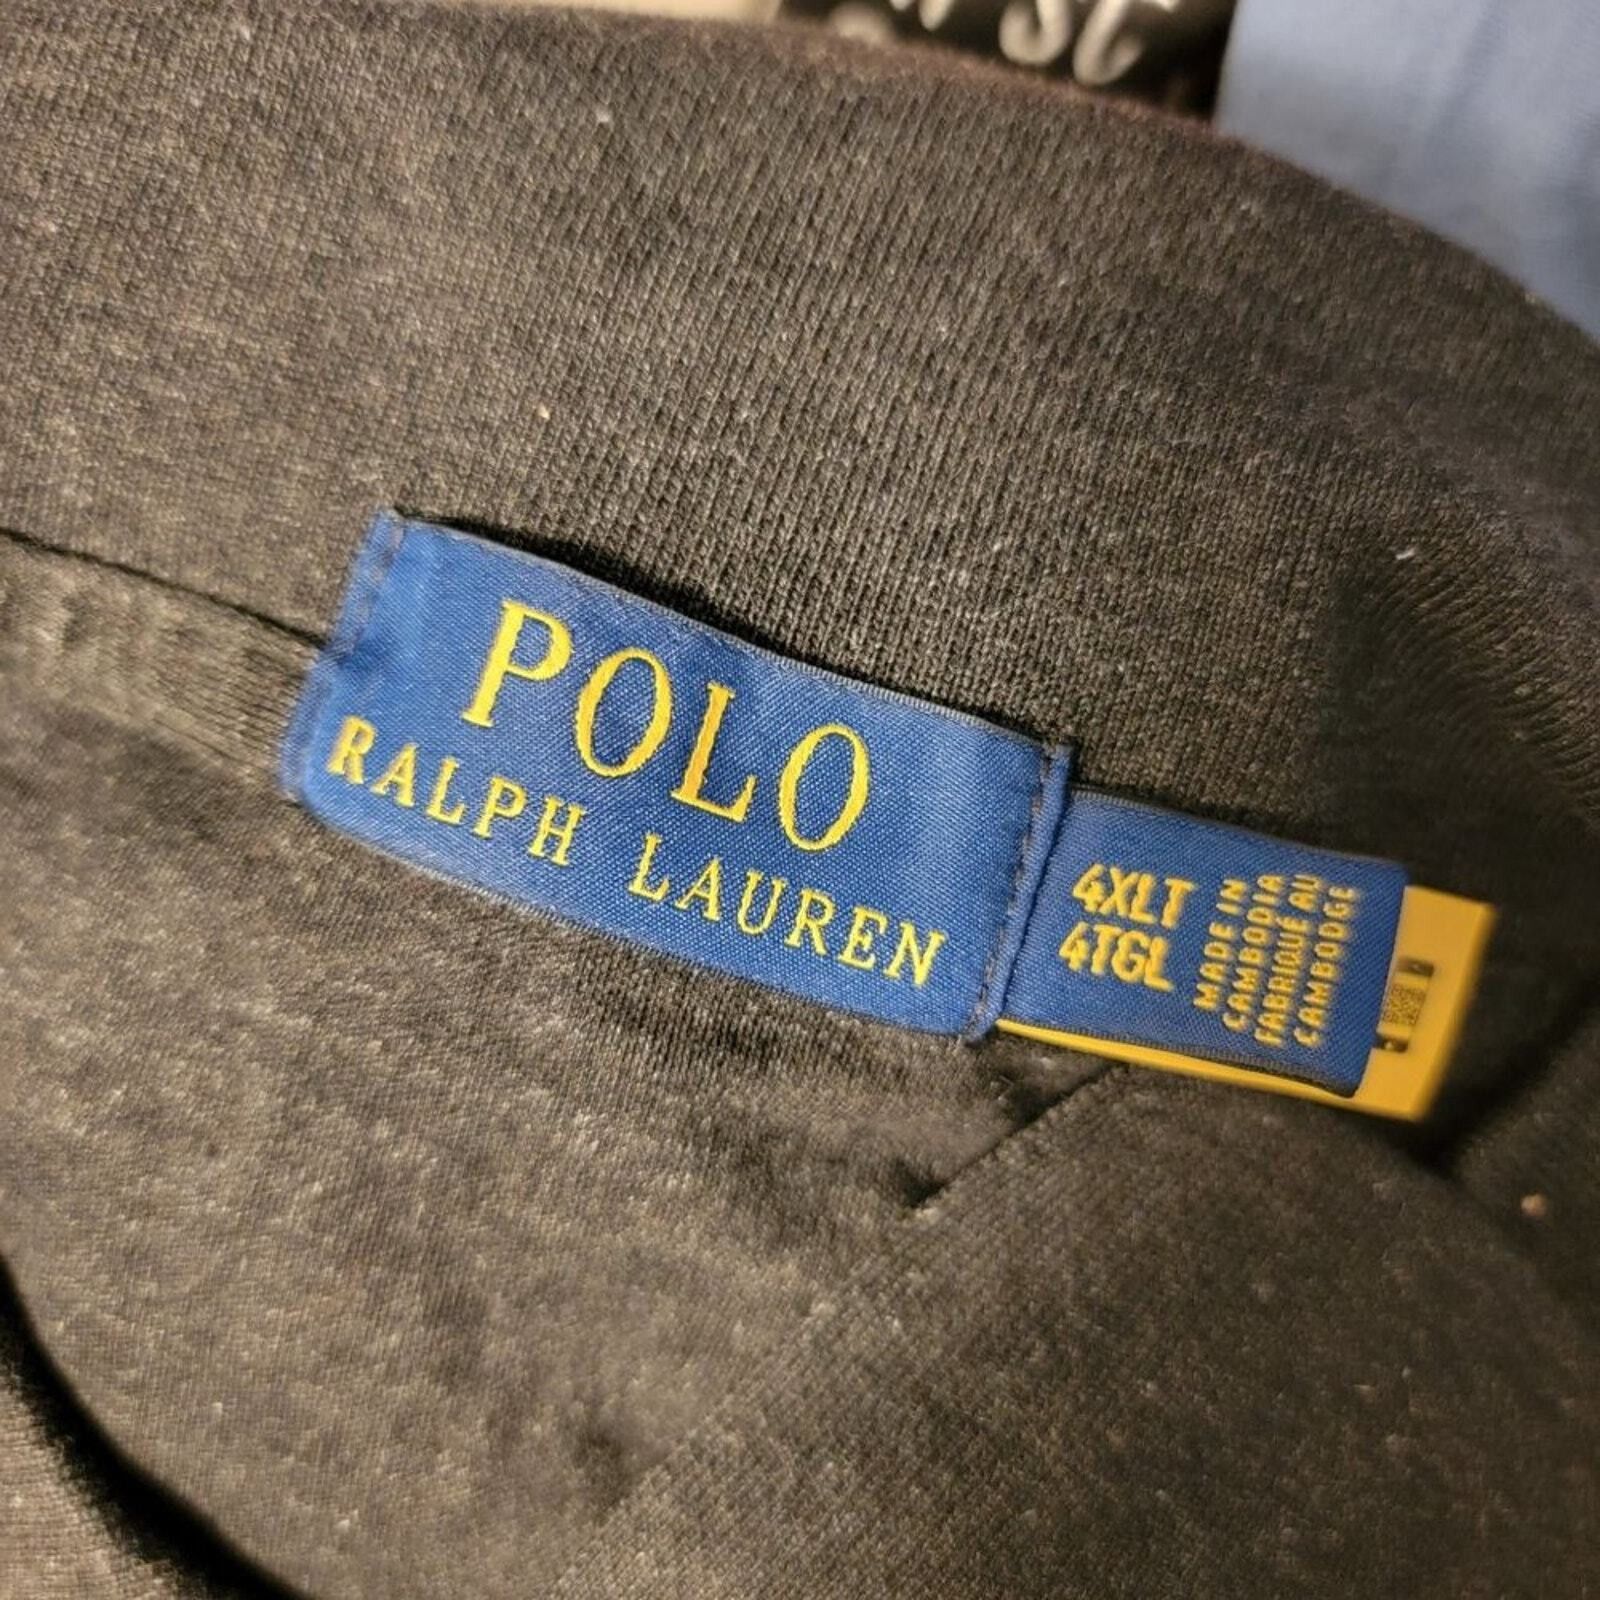 POLO
RALPH LAUREN
4XLT
4TGL
MADE IN
CAMBODIA
FABRIQUÉ AU
CAMBODGE